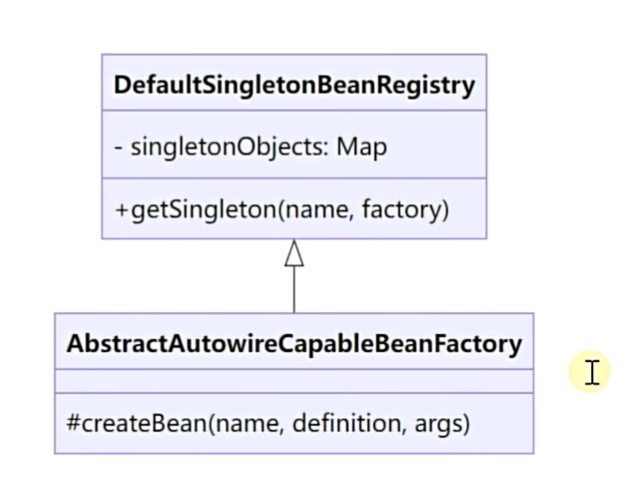 DefaultSingletonBeanRegistry
- singletonObjects: Map
+getSingleton(name, factory)
AbstractAutowireCapableBeanFactory
#createBean(name, definition, args)